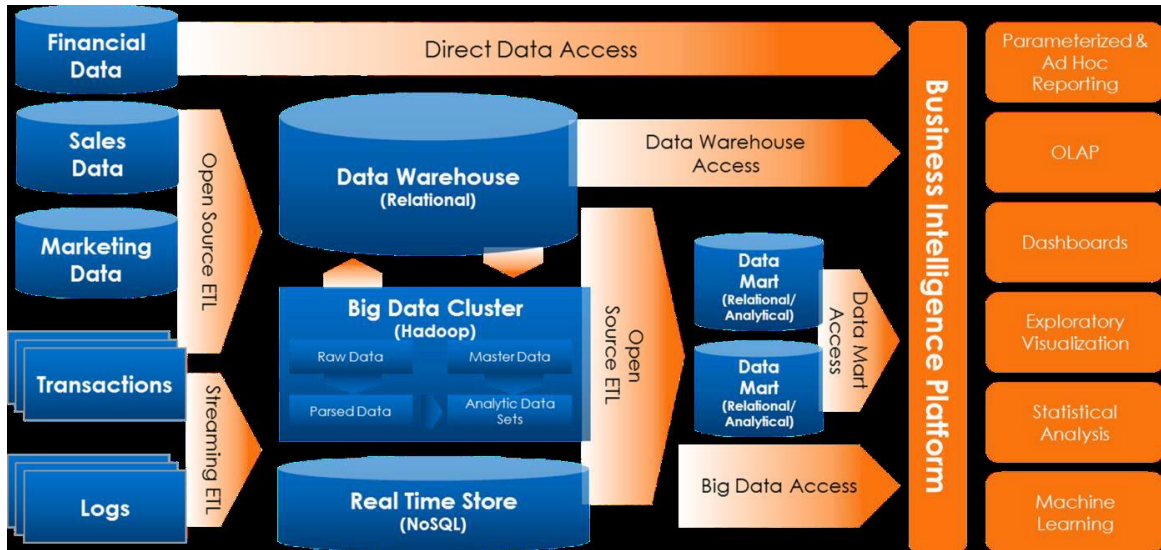 Financial
Data
Direct Data Access
Sales
Data
Marketing
Data
Open Source ETL
Transactions
Logs
Streaming ETL
Data Warehouse
(Relational)
Big Data Cluster
(Hadoop)
Raw Data
Master Data
Parsed Data
Analytic Data
Sets
Real Time Store
(NoSQL)
Open
Source ETL
Data Warehouse
Access
Data
Mart
(Relational/
Analytical)
Data
Mart
(Relational/
Analytical)
Data Mart
Access
Big Data Access
Business Intelligence Platform
Parameterized &
Ad Hoc
Reporting
OLAP
Dashboards
Exploratory
Visualization
Statistical
Analysis
Machine
Learning